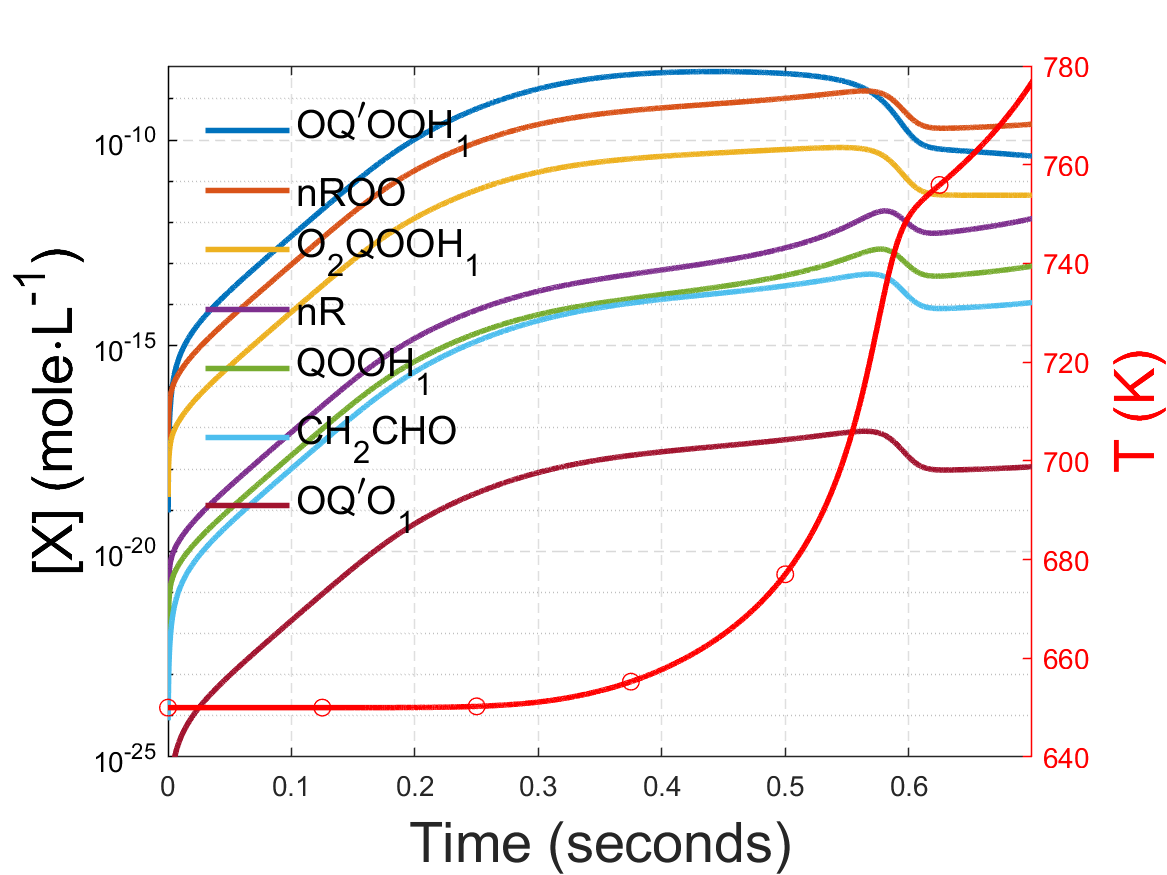 OQ′OOH₁
nROO
O₂QOOH₁
nR
QOOH₁
CH₂CHO
OQ′O₁
10⁻¹⁰
10⁻¹⁵
10⁻²⁰
10⁻²⁵
[X] (mole·L⁻¹)
780
760
740
720
700
680
660
640
T (K)
0 0.1 0.2 0.3 0.4 0.5 0.6
Time (seconds)